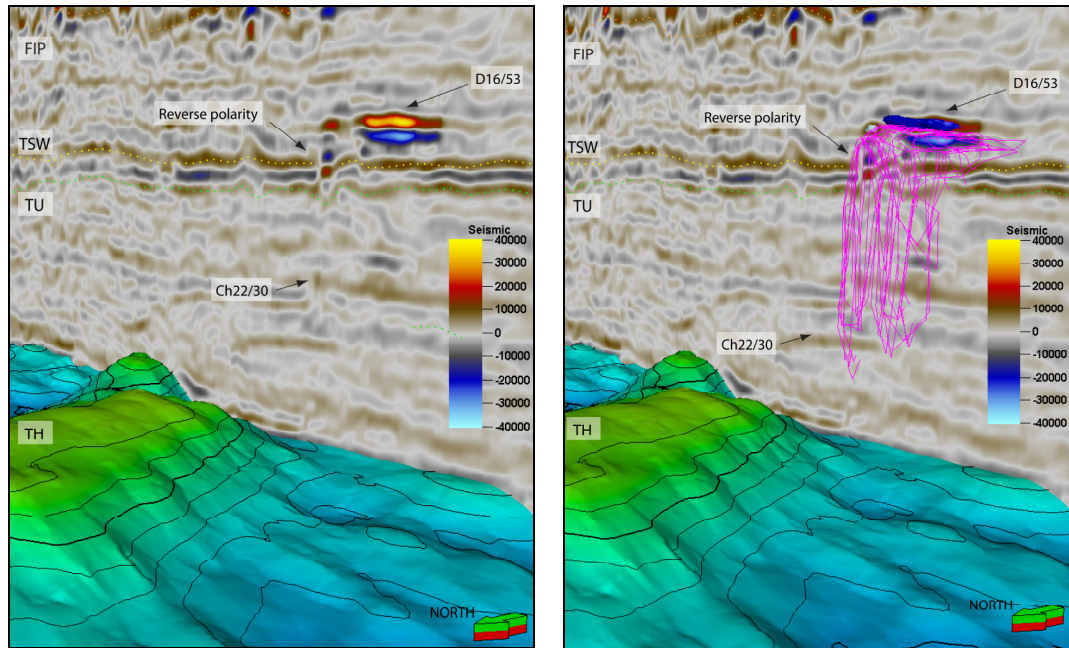 FIP
D16/53
Reverse polarity
TSW
TU
Seismic
40000
30000
20000
10000
0
-10000
-20000
-30000
-40000
Ch22/30
TH
NORTH
FIP
D16/53
Reverse polarity
TSW
TU
Seismic
40000
30000
20000
10000
0
-10000
-20000
-30000
-40000
Ch22/30
TH
NORTH